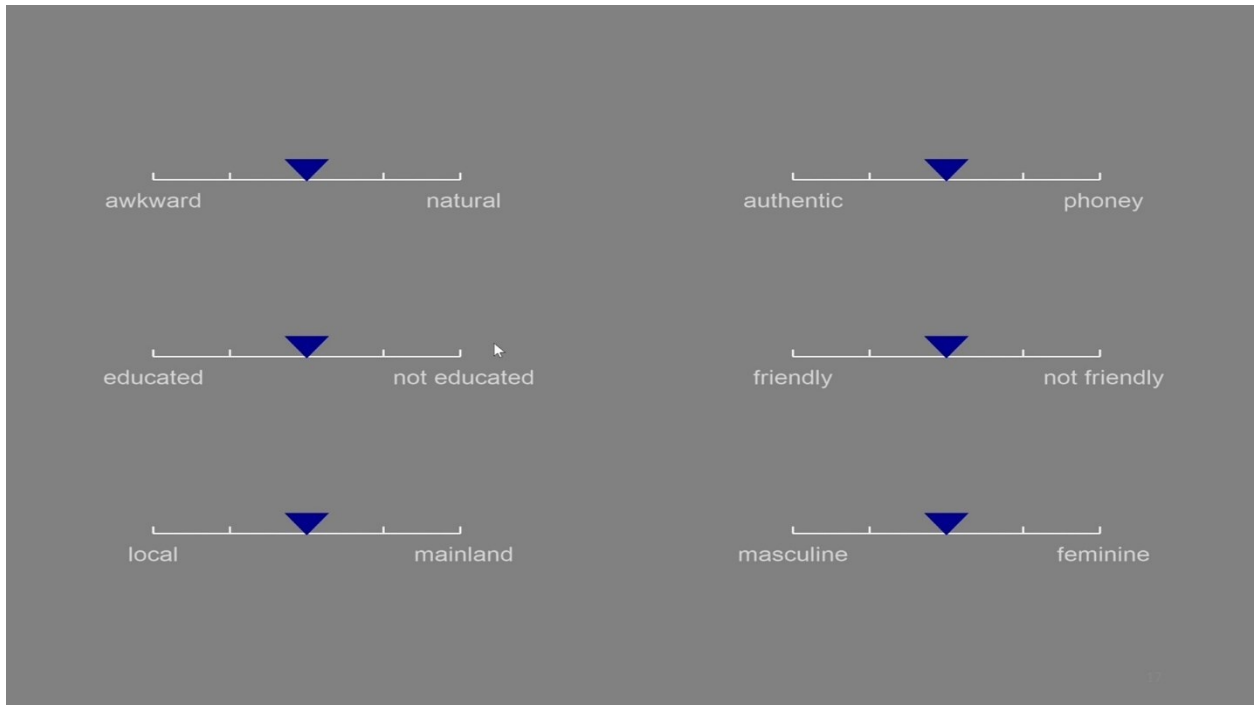 awkward natural authentic phoney
educated not educated friendly not friendly
local mainland masculine feminine